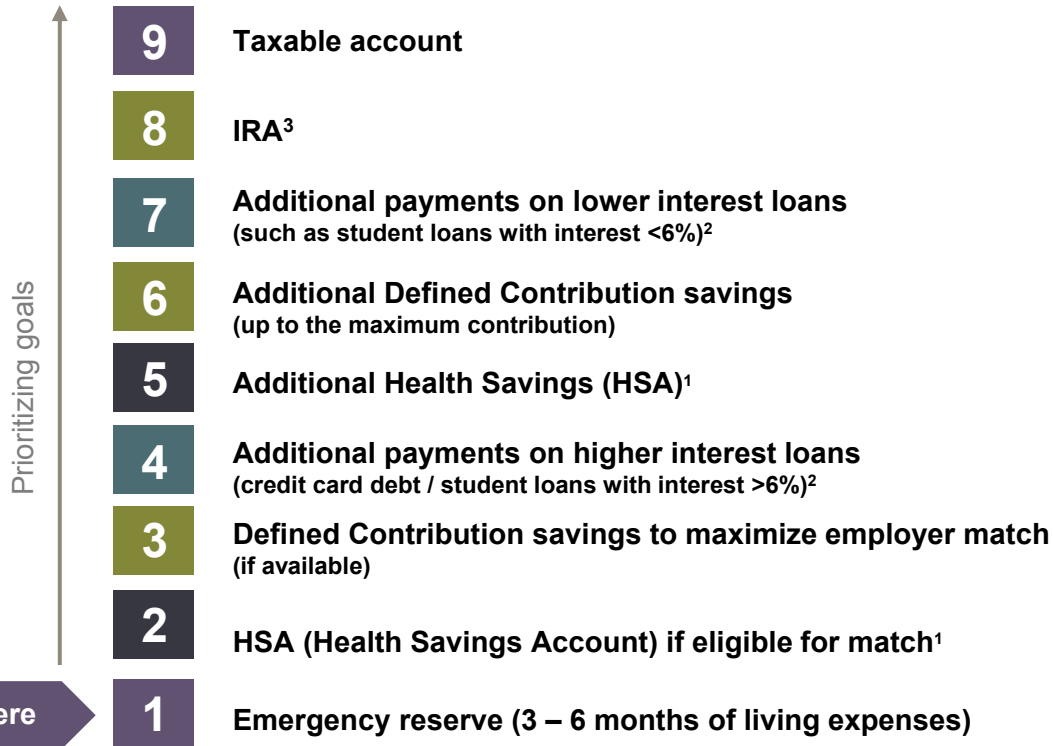 9 Taxable account
8 IRA³
7 Additional payments on lower interest loans
(such as student loans with interest <6%)²
6 Additional Defined Contribution savings
(up to the maximum contribution)
5 Additional Health Savings (HSA)¹
4 Additional payments on higher interest loans
(credit card debt / student loans with interest >6%)²
3 Defined Contribution savings to maximize employer match
(if available)
2 HSA (Health Savings Account) if eligible for match¹
ere 1 Emergency reserve (3 – 6 months of living expenses)
Prioritizing goals